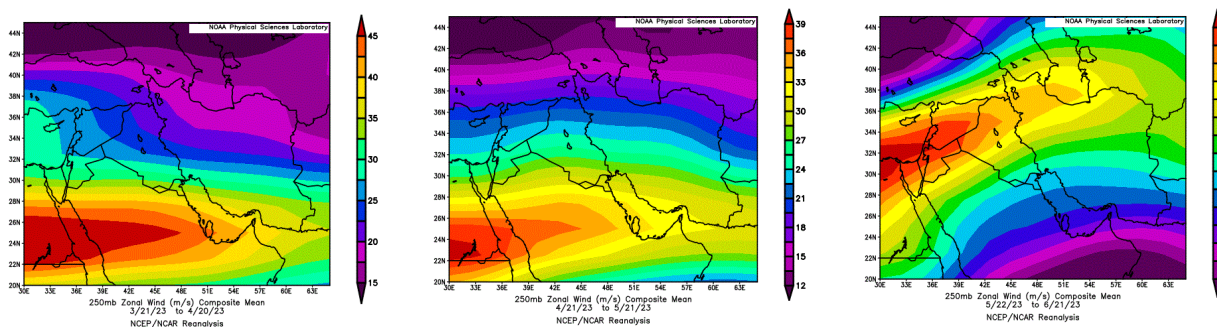 NOAA Physical Sciences Laboratory
44N
42N
40N
38N
36N
34N
32N
30N
28N
26N
24N
22N
20N
30E 33E 36E 39E 42E 45E 48E 51E 54E 57E 60E 63E
45
40
35
30
25
20
15
250mb Zonal Wind (m/s) Composite Mean
3/21/23 to 4/20/23
NCEP/NCAR Reanalysis
NOAA Physical Sciences Laboratory
44N
42N
40N
38N
36N
34N
32N
30N
28N
26N
24N
22N
20N
30E 33E 36E 39E 42E 45E 48E 51E 54E 57E 60E 63E
39
36
33
30
27
24
21
18
15
12
250mb Zonal Wind (m/s) Composite Mean
4/21/23 to 5/21/23
NCEP/NCAR Reanalysis
NOAA Physical Sciences Laboratory
44N
42N
40N
38N
36N
34N
32N
30N
28N
26N
24N
22N
20N
30E 33E 36E 39E 42E 45E 48E 51E 54E 57E 60E 63E
250mb Zonal Wind (m/s) Composite Mean
5/22/23 to 6/21/23
NCEP/NCAR Reanalysis